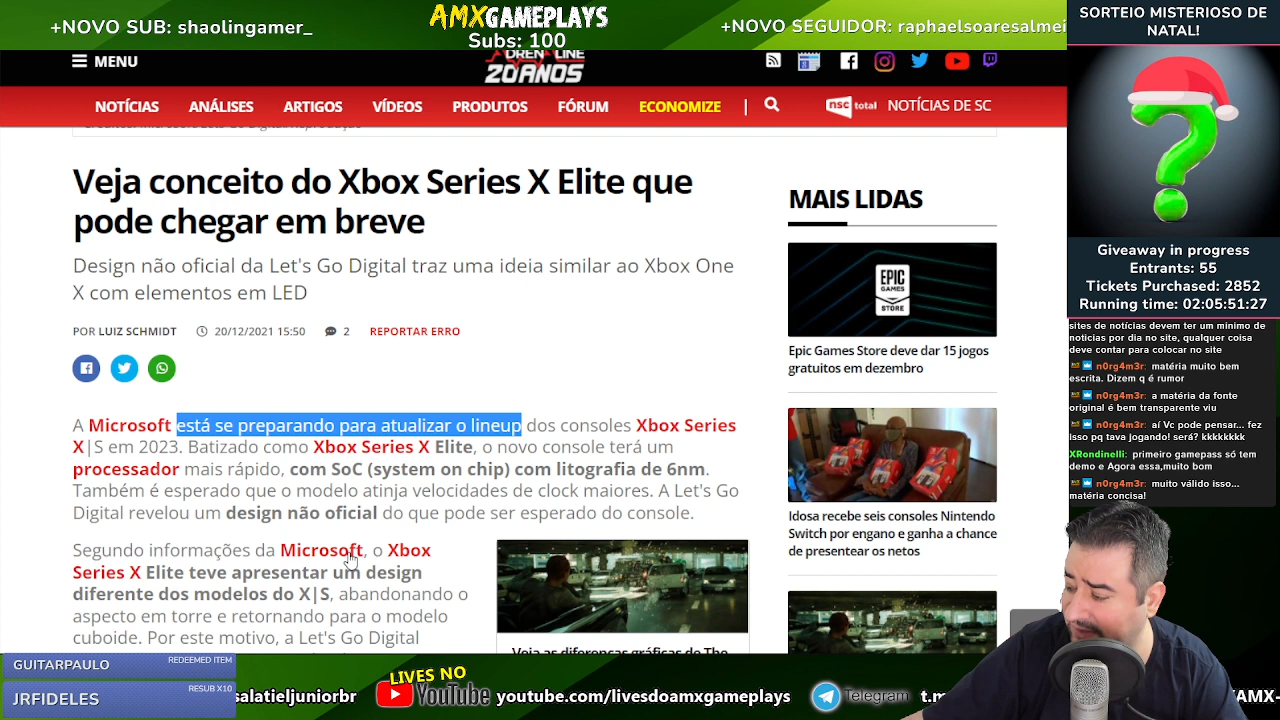 +NOVO SUB: shaolingamer_
AMXGAMEPLAYS
Subs: 100
+NOVO SEGUIDOR: raphaelsoaresalmei
SORTEIO MISTERIOSO DE
NATAL!
MENU
ADRENALINE
20 ANOS
NOTÍCIAS ANÁLISES ARTIGOS VÍDEOS PRODUTOS FÓRUM ECONOMIZE | nsc total NOTÍCIAS DE SC
Veja conceito do Xbox Series X Elite que
pode chegar em breve
Design não oficial da Let's Go Digital traz uma ideia similar ao Xbox One
X com elementos em LED
POR LUIZ SCHMIDT 20/12/2021 15:50 2 REPORTAR ERRO
A Microsoft está se preparando para atualizar o lineup dos consoles Xbox Series
X|S em 2023. Batizado como Xbox Series X Elite, o novo console terá um
processador mais rápido, com SoC (system on chip) com litografia de 6nm.
Também é esperado que o modelo atinja velocidades de clock maiores. A Let's Go
Digital revelou um design não oficial do que pode ser esperado do console.
Segundo informações da Microsoft, o Xbox
Series X Elite teve apresentar um design
diferente dos modelos do X|S, abandonando o
aspecto em torre e retornando para o modelo
cuboide. Por este motivo, a Let's Go Digital
Veja as diferenças gráficas de The
MAIS LIDAS
EPIC
GAMES
STORE
Epic Games Store deve dar 15 jogos
gratuitos em dezembro
Idosa recebe seis consoles Nintendo
Switch por engano e ganha a chance
de presentear os netos
Giveaway in progress
Entrants: 55
Tickets Purchased: 2852
Running time: 02:05:51:27
sites de notícias devem ter um minimo de
noticias por dia no site, qualquer coisa
deve contar para colocar no site
n0rg4m3r: matéria muito bem
escrita. Dizem q é rumor
n0rg4m3r: a matéria da fonte
original é bem transparente viu
n0rg4m3r: aí Vc pode pensar... fez
isso pq tava jogando! será? kkkkkkkk
XRondinelli: primeiro gamepass só tem
demo e Agora essa,muito bom
n0rg4m3r: muito válido isso...
matéria concisa!
GUITARPAULO REDEEMED ITEM
JRFIDELES RESUB X10
salatieljuniorbr
LIVES NO
YouTube
youtube.com/livesdoamxgameplays
Telegram
t.m
/AMX-